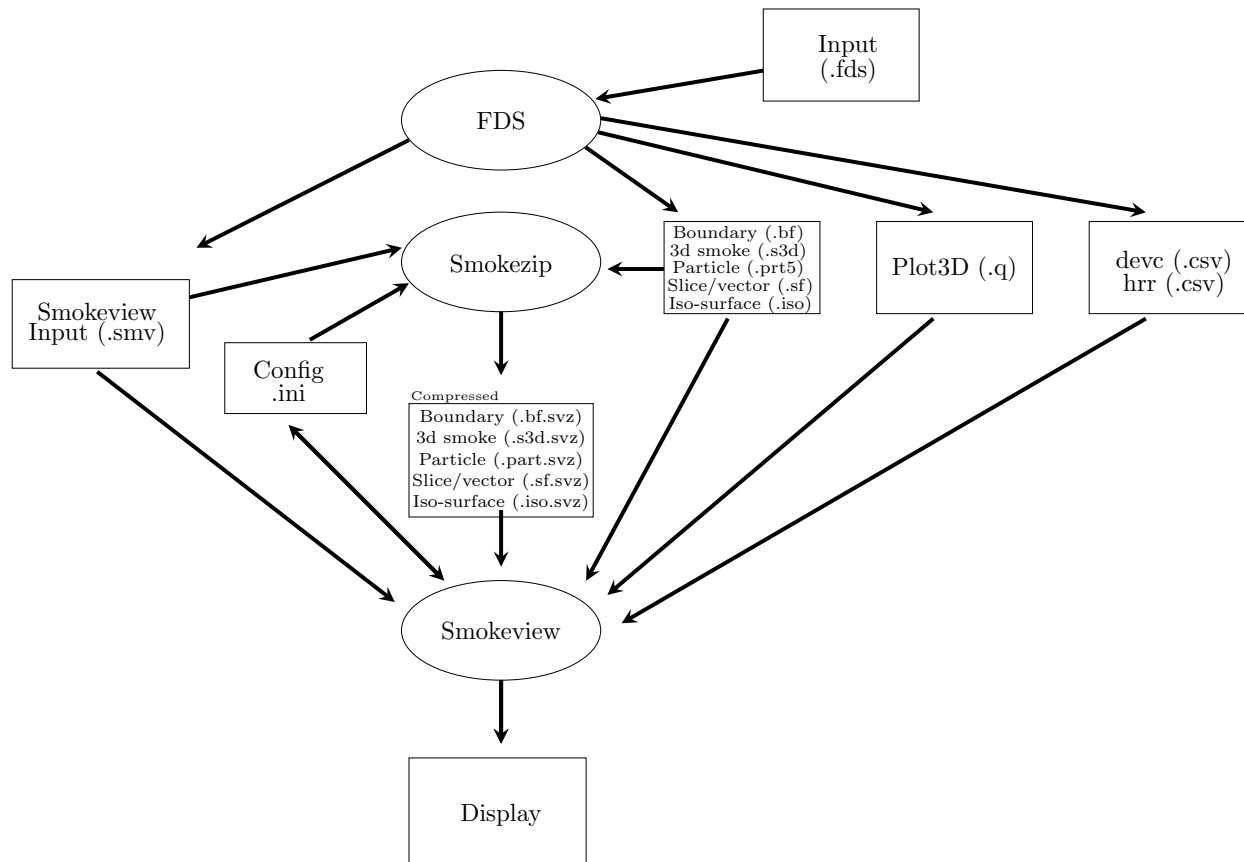 Input
(.fds)
FDS
Smokezip
Boundary (.bf)
3d smoke (.s3d)
Particle (.prt5)
Slice/vector (.sf)
Iso-surface (.iso)
Plot3D (.q)
devc (.csv)
hrr (.csv)
Smokeview
Input (.smv)
Config
.ini
Compressed
Boundary (.bf.svz)
3d smoke (.s3d.svz)
Particle (.part.svz)
Slice/vector (.sf.svz)
Iso-surface (.iso.svz)
Smokeview
Display